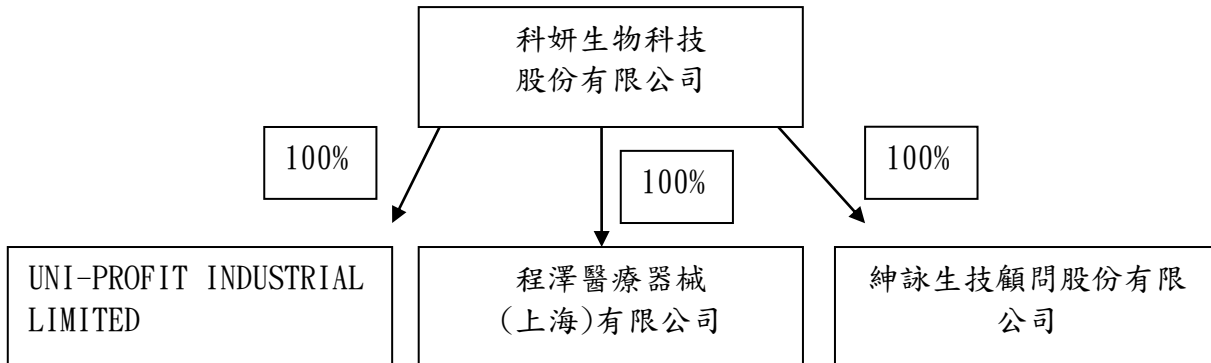 科妍生物科技
股份有限公司
100%
100%
100%
UNI-PROFIT INDUSTRIAL
LIMITED
程澤醫療器械
(上海)有限公司
紳詠生技顧問股份有限
公司